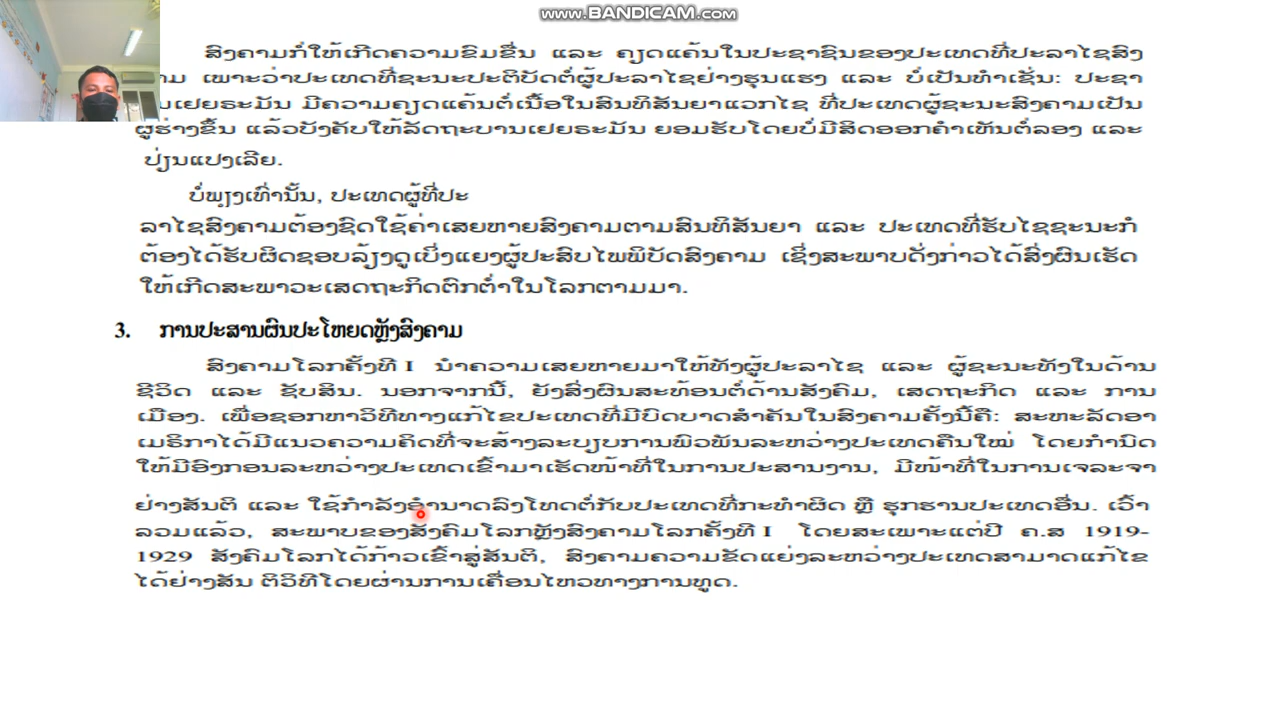 www.BANDICAM.com
ສົງຄາມກໍໃຫ້ເກີດຄວາມຂົມຂື່ນ ແລະ ຄຽດແຄ້ນໃນປະຊາຊົນຂອງປະເທດທີ່ປະລາໄຊສົງ
ຄາມ ເພາະວ່າປະເທດທີ່ຊະນະປະຕິບັດຕໍ່ຜູ້ປະລາໄຊຢ່າງຮຸນແຮງ ແລະ ບໍ່ເປັນທຳເຊັ່ນ: ປະຊາ
ນເຢຍຣະມັນ ມີຄວາມຄຽດແຄ້ນຕໍ່ເນື້ອໃນສົນທິສັນຍາແວກໄຊ ທີ່ປະເທດຜູ້ຊະນະສົງຄາມເປັນ
ຜູ້ຮ່າງຂຶ້ນ ແລ້ວບັງຄັບໃຫ້ລັດຖະບານເຢຍຣະມັນ ຍອມຮັບໂດຍບໍ່ມີສິດອອກຄຳເຫັນຕໍ່ລອງ ແລະ
ປ່ຽນແປງເລີຍ.
ບໍ່ພຽງເທົ່ານັ້ນ, ປະເທດຜູ້ທີ່ປະ
ລາໄຊສົງຄາມຕ້ອງຊົດໃຊ້ຄ່າເສຍຫາຍສົງຄາມຕາມສົນທິສັນຍາ ແລະ ປະເທດທີ່ຮັບໄຊຊະນະກໍ
ຕ້ອງໄດ້ຮັບຜິດຊອບລ້ຽງດູເບິ່ງແຍງຜູ້ປະສົບໄພພິບັດສົງຄາມ ເຊິ່ງສະພາບດັ່ງກ່າວໄດ້ສົ່ງຜົນເຮັດ
ໃຫ້ເກີດສະພາວະເສດຖະກິດຕົກຕໍ່າໃນໂລກຕາມມາ.
3. ການປະສານຜົນປະໂຫຍດຫຼັງສົງຄາມ
ສົງຄາມໂລກຄັ້ງທີ I ນຳຄວາມເສຍຫາຍມາໃຫ້ທັງຜູ້ປະລາໄຊ ແລະ ຜູ້ຊະນະທັງໃນດ້ານ
ຊີວິດ ແລະ ຊັບສິນ. ນອກຈາກນີ້, ຍັງສົ່ງຜົນສະທ້ອນຕໍ່ດ້ານສັງຄົມ, ເສດຖະກິດ ແລະ ການ
ເມືອງ. ເພື່ອຊອກຫາວິທີທາງແກ້ໄຂປະເທດທີ່ມີບົດບາດສຳຄັນໃນສົງຄາມຄັ້ງນີ້ຄື: ສະຫະລັດອາ
ເມຣິກາໄດ້ມີແນວຄວາມຄິດທີ່ຈະສ້າງລະບຽບການພົວພັນລະຫວ່າງປະເທດຄືນໃໝ່ ໂດຍກຳນົດ
ໃຫ້ມີອົງກອນລະຫວ່າງປະເທດເຂົ້າມາເຮັດໜ້າທີ່ໃນການປະສານງານ, ມີໜ້າທີ່ໃນການເຈລະຈາ
ຢ່າງສັນຕິ ແລະ ໃຊ້ກຳລັງອຳນາດລົງໂທດຕໍ່ກັບປະເທດທີ່ກະທຳຜິດ ຫຼື ຮຸກຮານປະເທດອື່ນ. ເວົ້າ
ລວມແລ້ວ, ສະພາບຂອງສັງຄົມໂລກຫຼັງສົງຄາມໂລກຄັ້ງທີ I ໂດຍສະເພາະແຕ່ປີ ຄ.ສ 1919-
1929 ສັງຄົມໂລກໄດ້ກ້າວເຂົ້າສູ່ສັນຕິ, ສົງຄາມຄວາມຂັດແຍ່ງລະຫວ່າງປະເທດສາມາດແກ້ໄຂ
ໄດ້ຢ່າງສັນ ຕິວິທີໂດຍຜ່ານການເຄື່ອນໄຫວທາງການທູດ.